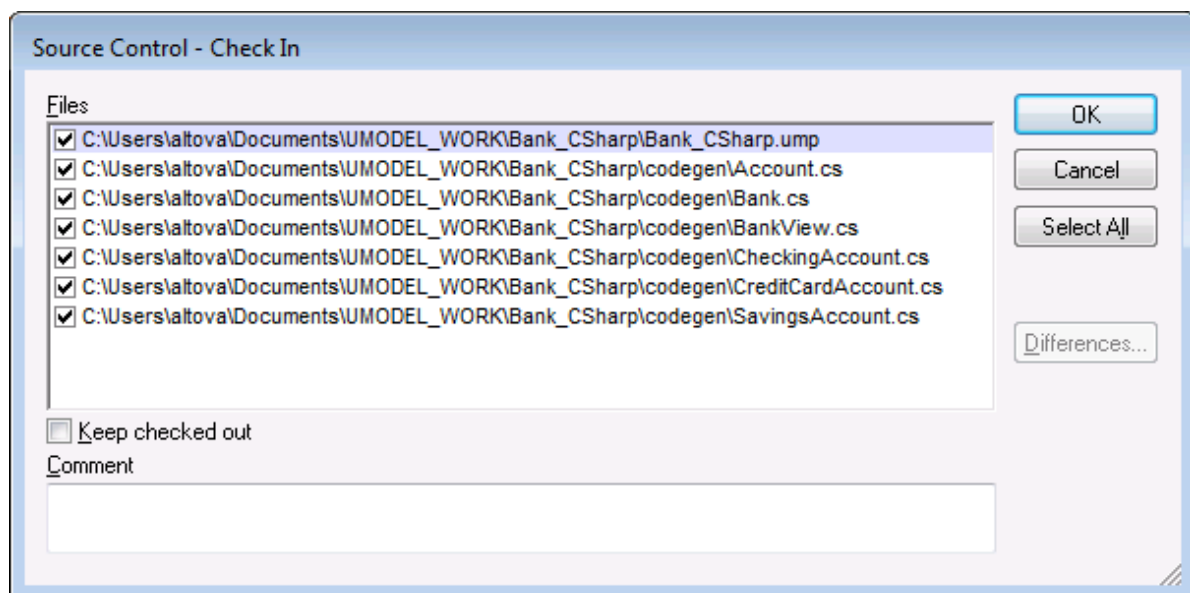 Source Control - Check In
Files
C:\Users\altova\Documents\UMODEL_WORK\Bank_CSharp\Bank_CSharp.ump
C:\Users\altova\Documents\UMODEL_WORK\Bank_CSharp\codegen\Account.cs
C:\Users\altova\Documents\UMODEL_WORK\Bank_CSharp\codegen\Bank.cs
C:\Users\altova\Documents\UMODEL_WORK\Bank_CSharp\codegen\BankView.cs
C:\Users\altova\Documents\UMODEL_WORK\Bank_CSharp\codegen\CheckingAccount.cs
C:\Users\altova\Documents\UMODEL_WORK\Bank_CSharp\codegen\CreditCardAccount.cs
C:\Users\altova\Documents\UMODEL_WORK\Bank_CSharp\codegen\SavingsAccount.cs
Keep checked out
Comment
OK
Cancel
Select All
Differences...